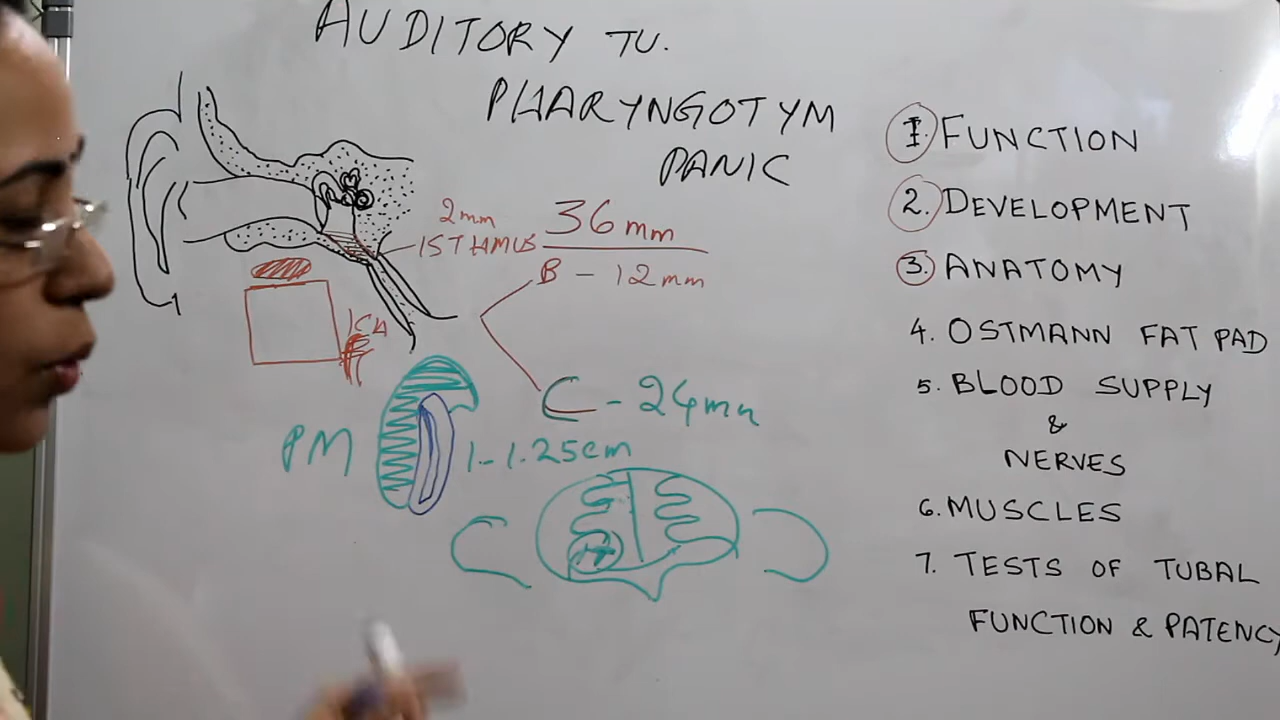 AUDITORY TU.
PHARYNGOTYM
PANIC
2mm
ISTHMUS
36mm
B - 12mm
ICA
C - 24mm
PM
1-1.25cm
1. FUNCTION
2. DEVELOPMENT
3. ANATOMY
4. OSTMANN FAT PAD
5. BLOOD SUPPLY
&
NERVES
6. MUSCLES
7. TESTS OF TUBAL
FUNCTION & PATENCY